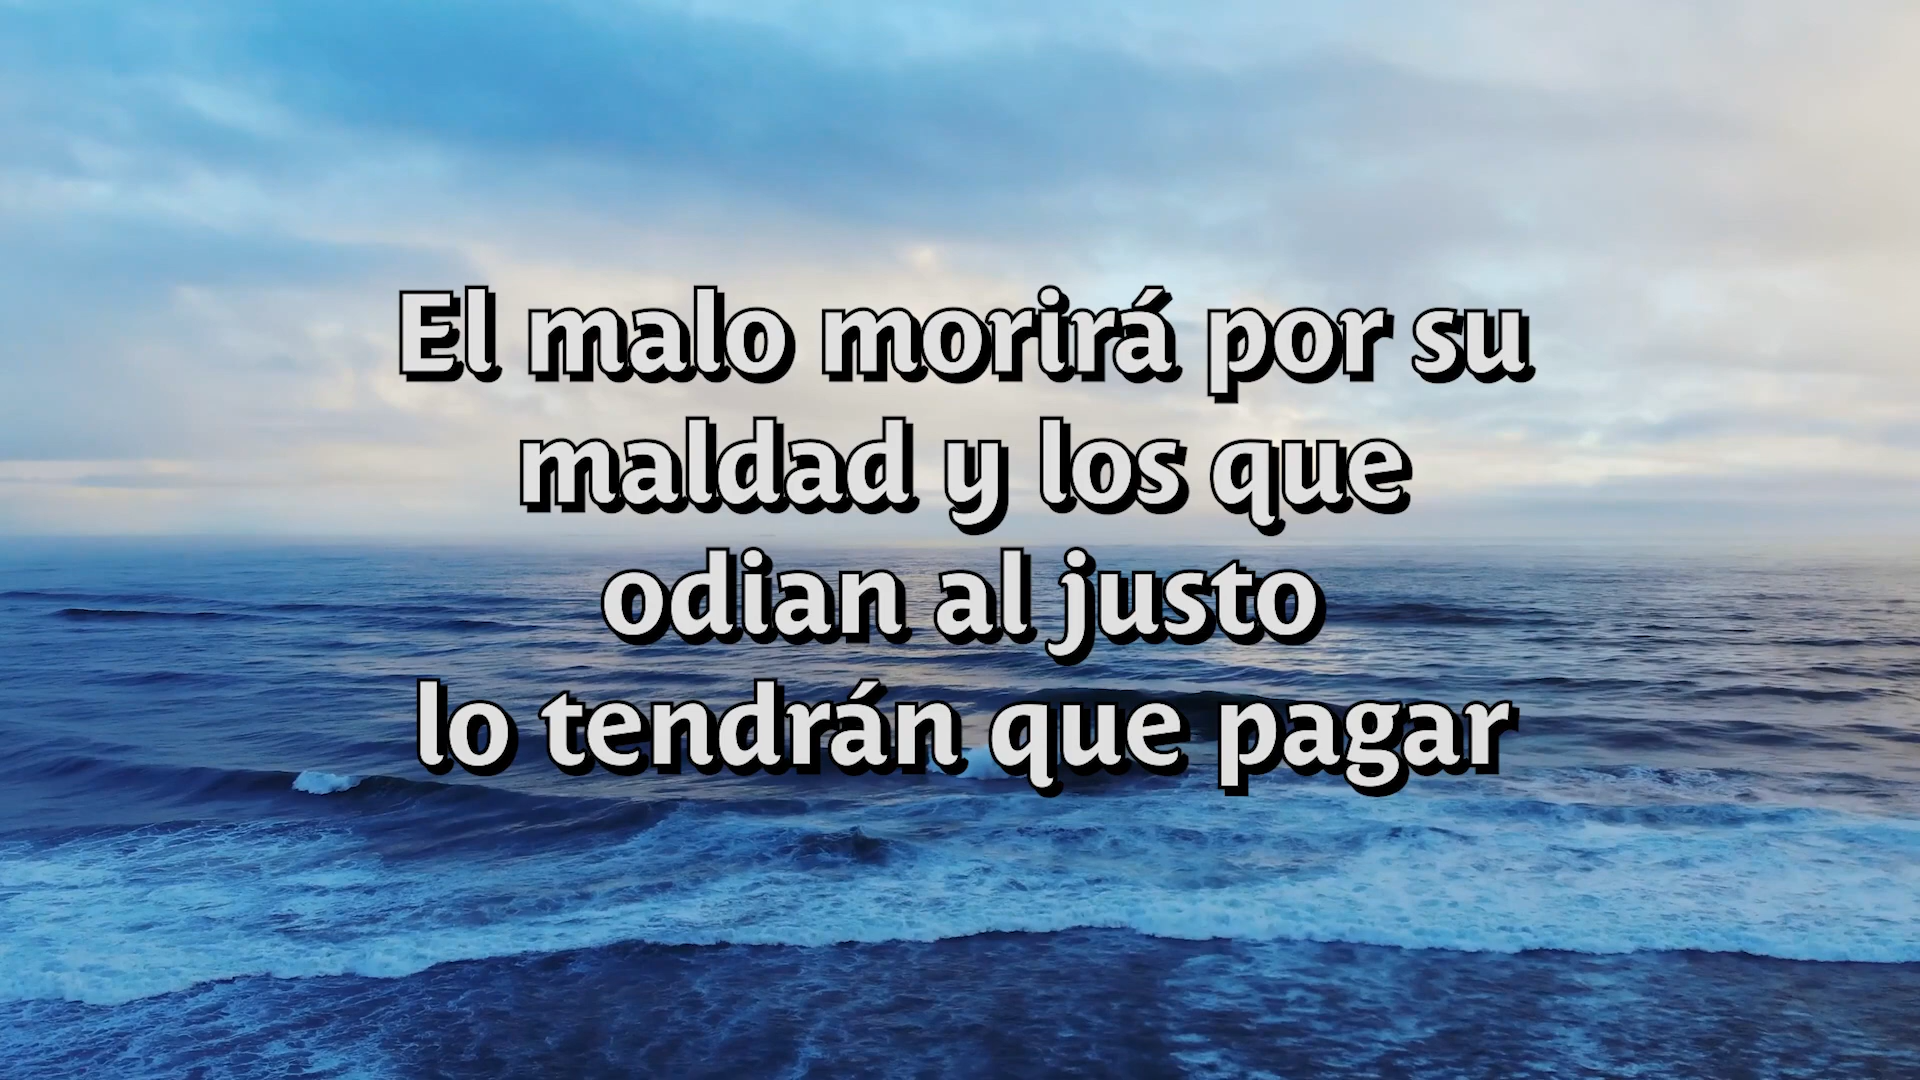 El malo morirá por su
maldad y los que
odian al justo
lo tendrán que pagar